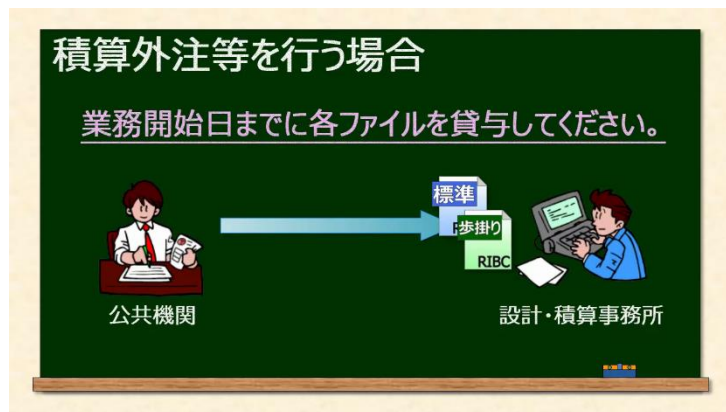 積算外注等を行う場合
業務開始日までに各ファイルを貸与してください。
標準
歩掛り
RIBC
公共機関
設計・積算事務所